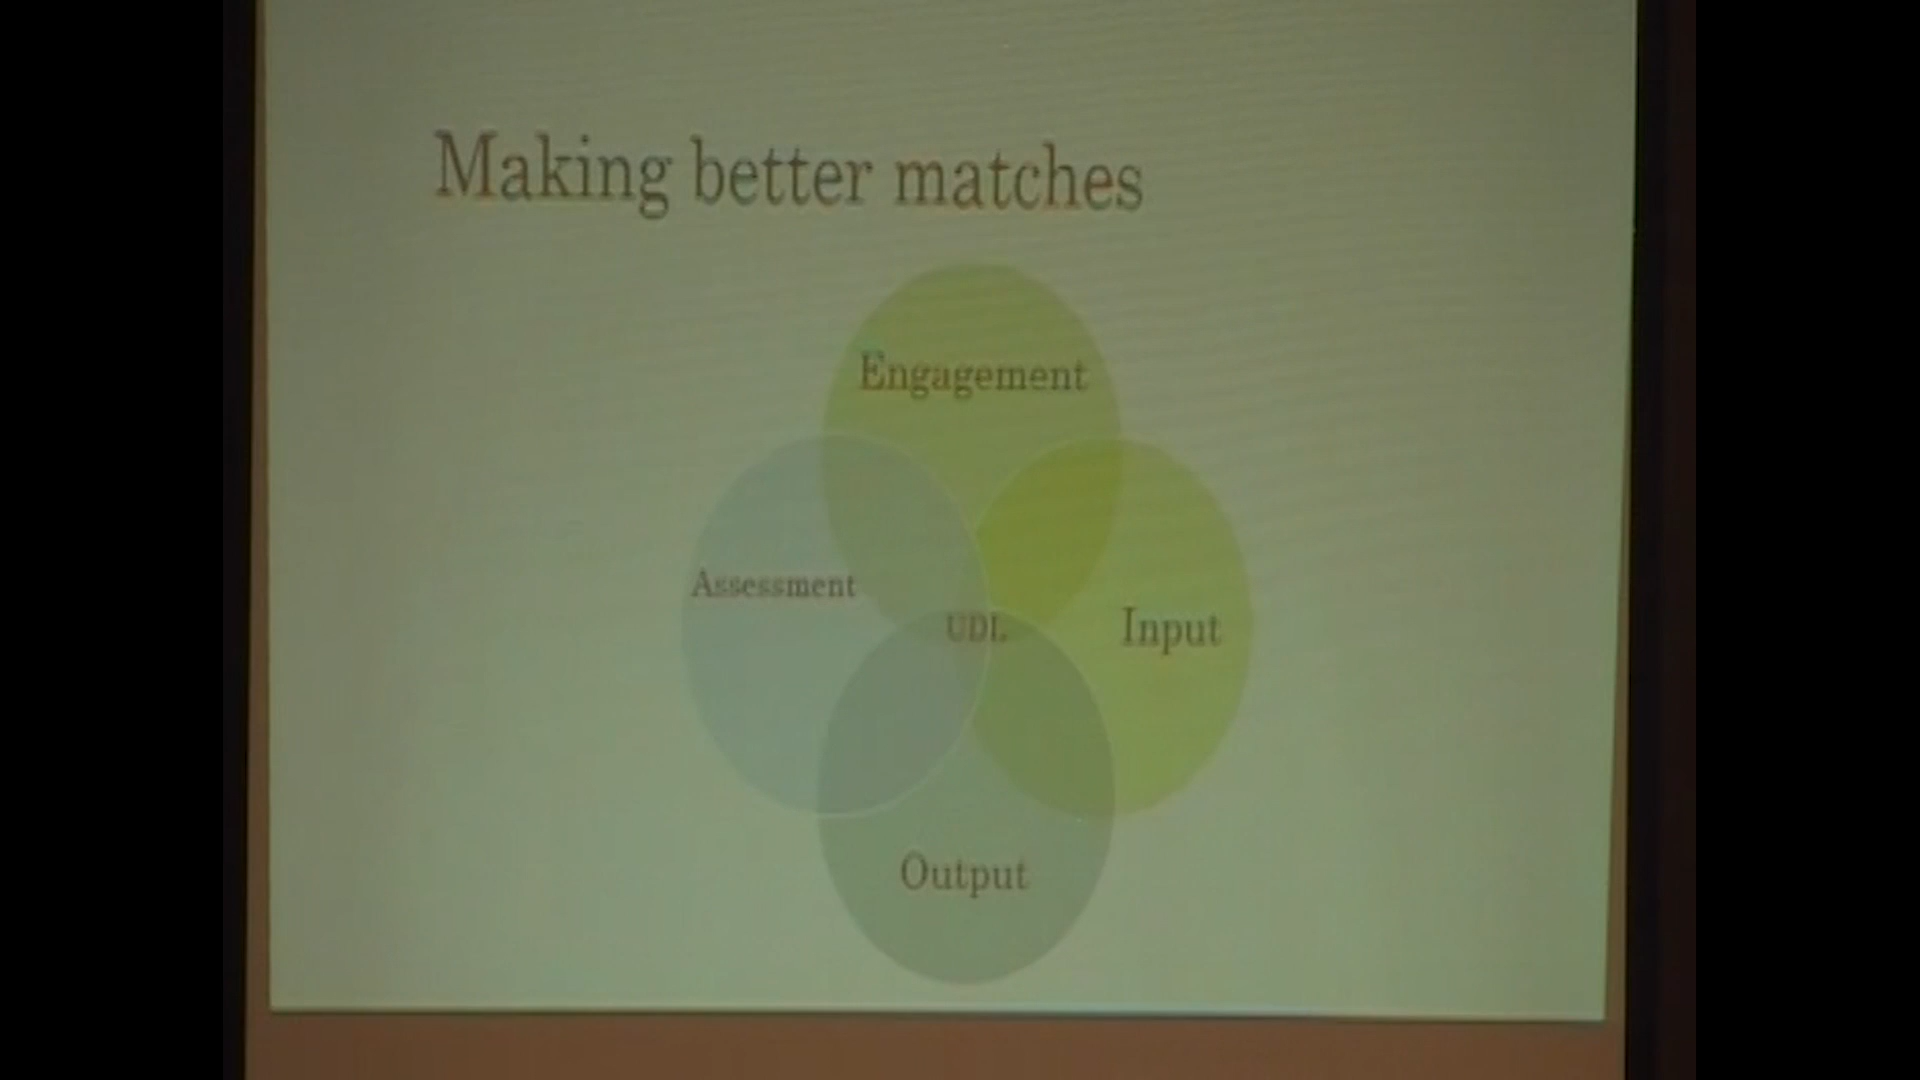 Making better matches
Engagement
Assessment
UDL
Input
Output